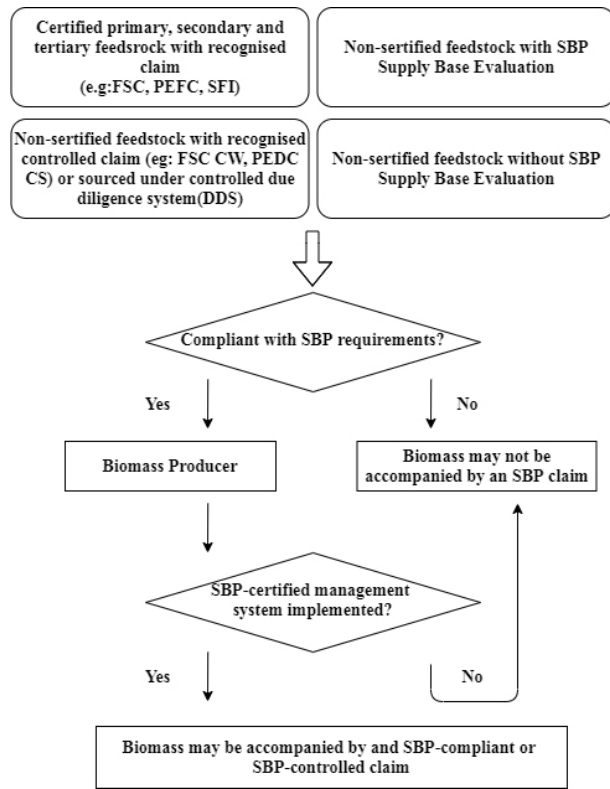 Certified primary, secondary and
tertiary feedsrock with recognised
claim
(e.g:FSC, PEFC, SFI)
Non-sertified feedstock with SBP
Supply Base Evaluation
Non-sertified feedstock with recognised
controlled claim (eg: FSC CW, PEDC
CS) or sourced under controlled due
diligence system(DDS)
Non-sertified feedstock without SBP
Supply Base Evaluation
Compliant with SBP requirements?
Yes
No
Biomass Producer
Biomass may not be
accompanied by an SBP claim
SBP-certified management
system implemented?
Yes
No
Biomass may be accompanied by and SBP-compliant or
SBP-controlled claim